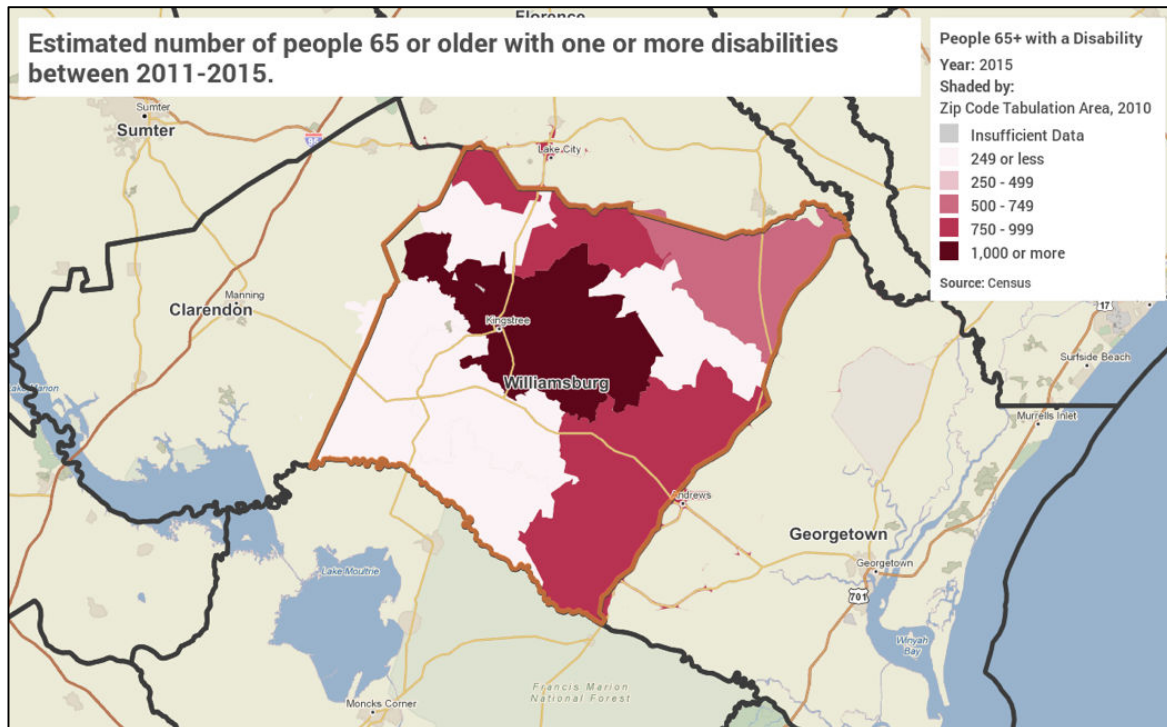 Florence
Estimated number of people 65 or older with one or more disabilities
between 2011-2015.
People 65+ with a Disability
Year: 2015
Shaded by:
Zip Code Tabulation Area, 2010
Insufficient Data
249 or less
250 - 499
500 - 749
750 - 999
1,000 or more
Source: Census
Sumter
Sumter
Lake City
Manning
Clarendon
Kingstree
Williamsburg
17
Surfside Beach
Murrells Inlet
Lake Marion
Andrews
Georgetown
Georgetown
701
Lake Moultrie
Winyah
Bay
Francis Marion
National Forest
Moncks Corner